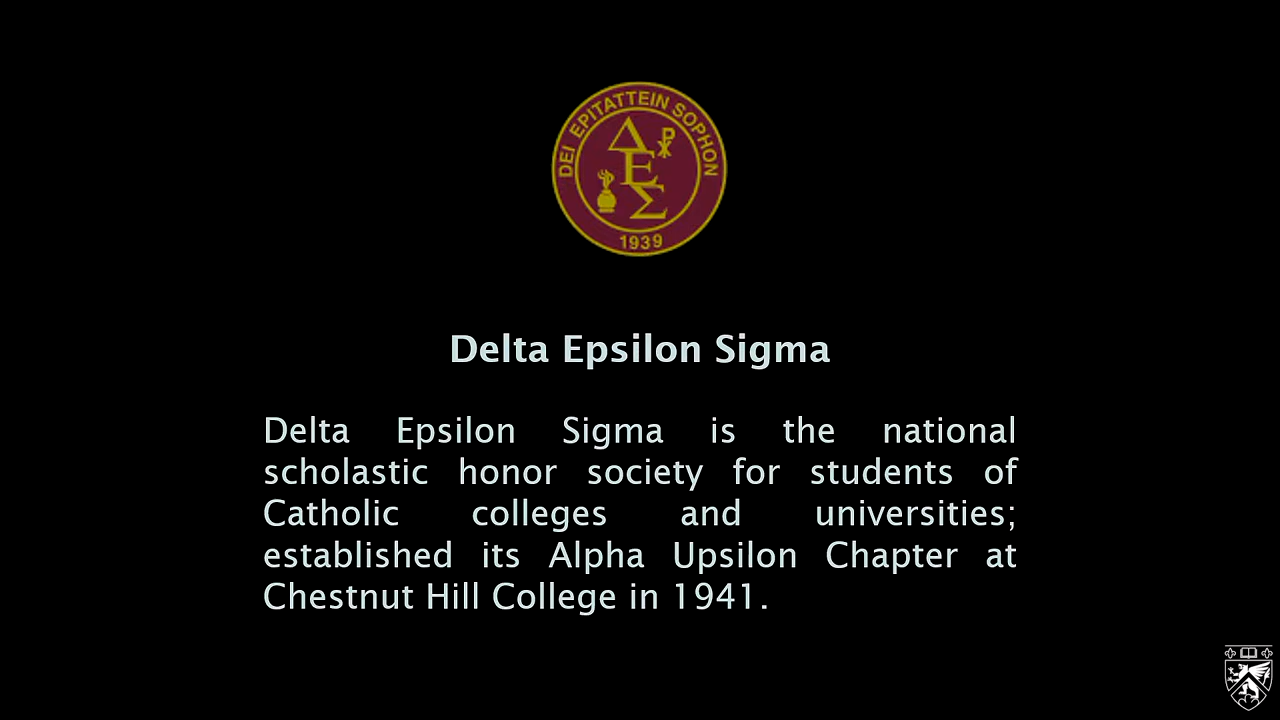 DEI EPITATTEIN SOPHON
ΔΕΣ
1939
Delta Epsilon Sigma
Delta Epsilon Sigma is the national
scholastic honor society for students of
Catholic colleges and universities;
established its Alpha Upsilon Chapter at
Chestnut Hill College in 1941.